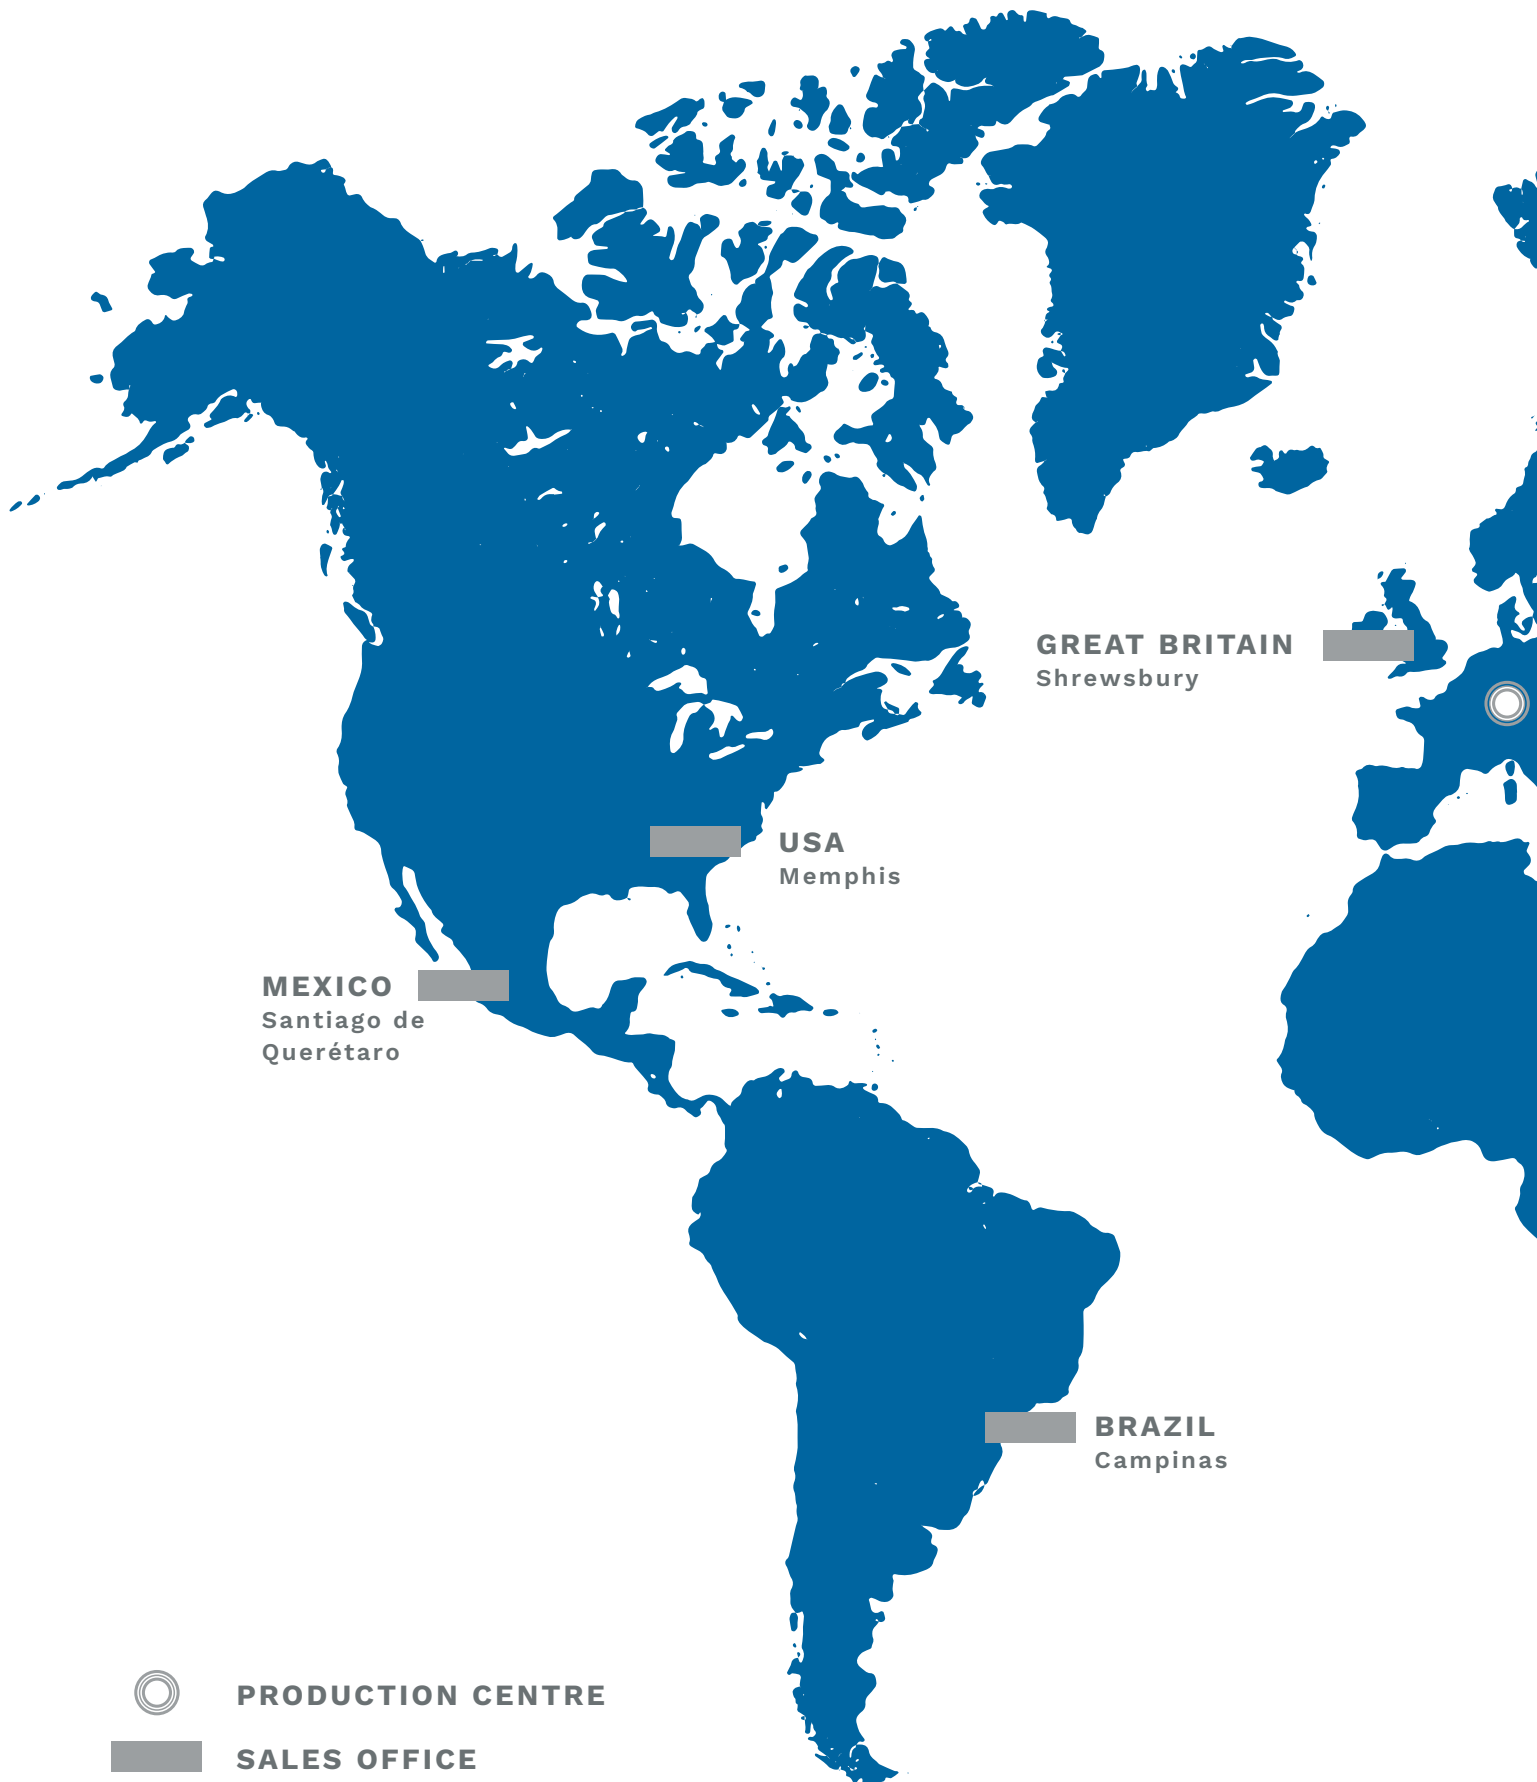 GREAT BRITAIN
Shrewsbury
USA
Memphis
MEXICO
Santiago de
Querétaro
BRAZIL
Campinas
PRODUCTION CENTRE
SALES OFFICE